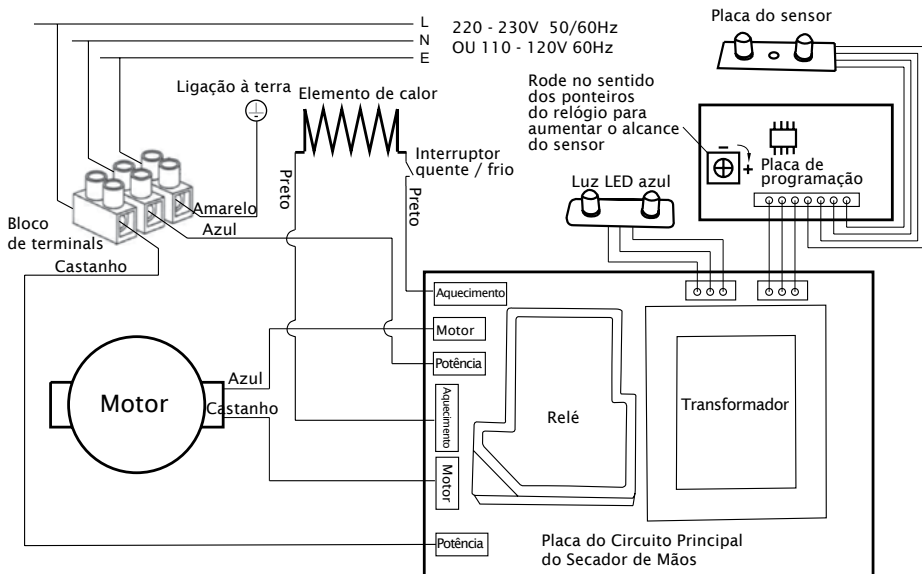 L
N
E
220 - 230V 50/60Hz
OU 110 - 120V 60Hz
Placa do sensor
Ligação à terra
Elemento de calor
Rode no sentido
dos ponteiros
do relógio para
aumentar o alcance
do sensor
-
+
Placa de
programação
Interruptor
quente / frio
Preto
Preto
Luz LED azul
Amarelo
Azul
Bloco
de terminals
Castanho
Aquecimento
Motor
Potência
Azul
Castanho
Motor
Aquecimento
Motor
Potência
Relé
Transformador
Placa do Circuito Principal
do Secador de Mãos